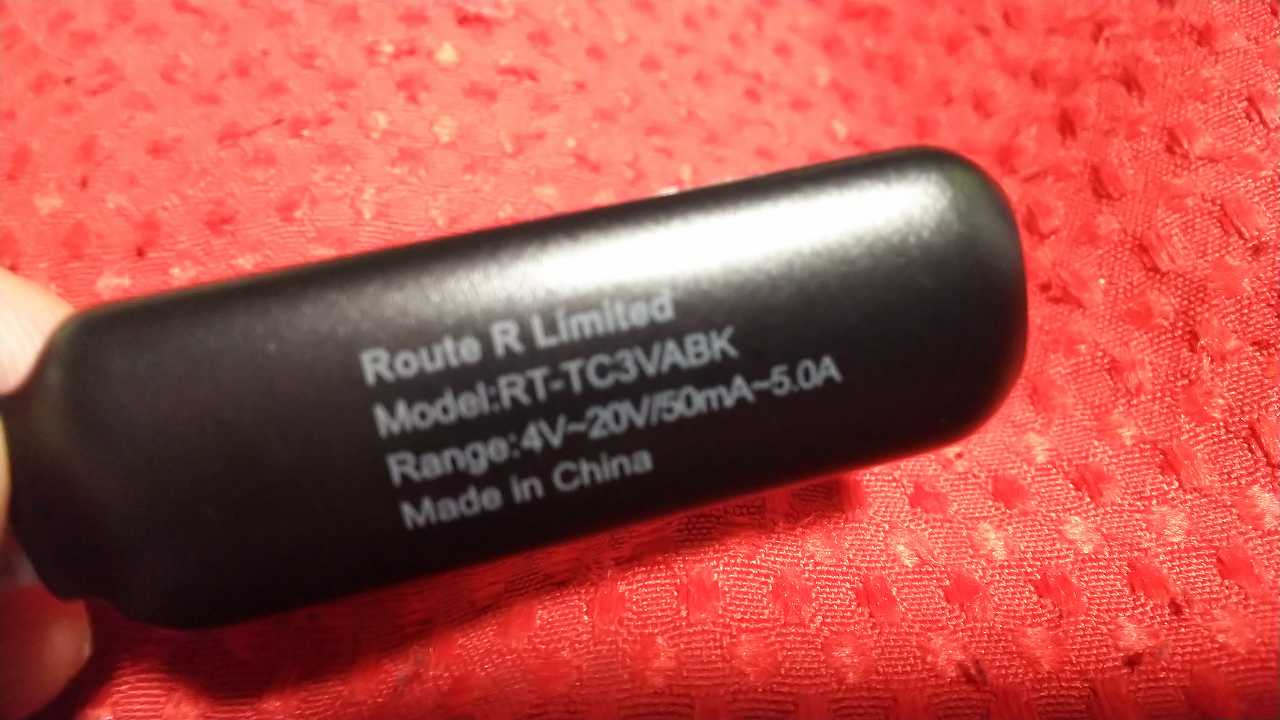 Route R Limited
Model:RT-TC3VABK
Range:4V~20V/50mA~5.0A
Made in China